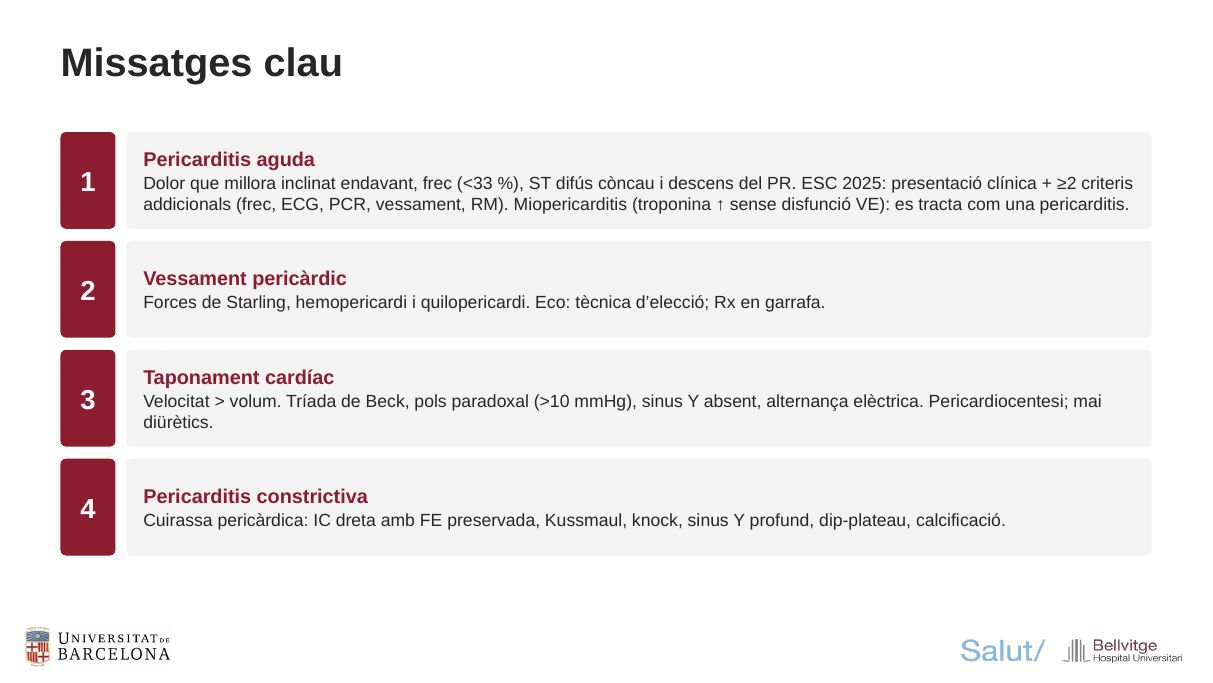 Missatges clau
1
Pericarditis aguda
Dolor que millora inclinat endavant, frec (<33 %), ST difús còncau i descens del PR. ESC 2025: presentació clínica + ≥2 criteris
addicionals (frec, ECG, PCR, vessament, RM). Miopericarditis (troponina ↑ sense disfunció VE): es tracta com una pericarditis.
2
Vessament pericàrdic
Forces de Starling, hemopericardi i quilopericardi. Eco: tècnica d’elecció; Rx en garrafa.
3
Taponament cardíac
Velocitat > volum. Tríada de Beck, pols paradoxal (>10 mmHg), sinus Y absent, alternança elèctrica. Pericardiocentesi; mai
diürètics.
4
Pericarditis constrictiva
Cuirassa pericàrdica: IC dreta amb FE preservada, Kussmaul, knock, sinus Y profund, dip-plateau, calcificació.
UNIVERSITAT DE
BARCELONA
Salut/
Bellvitge
Hospital Universitari